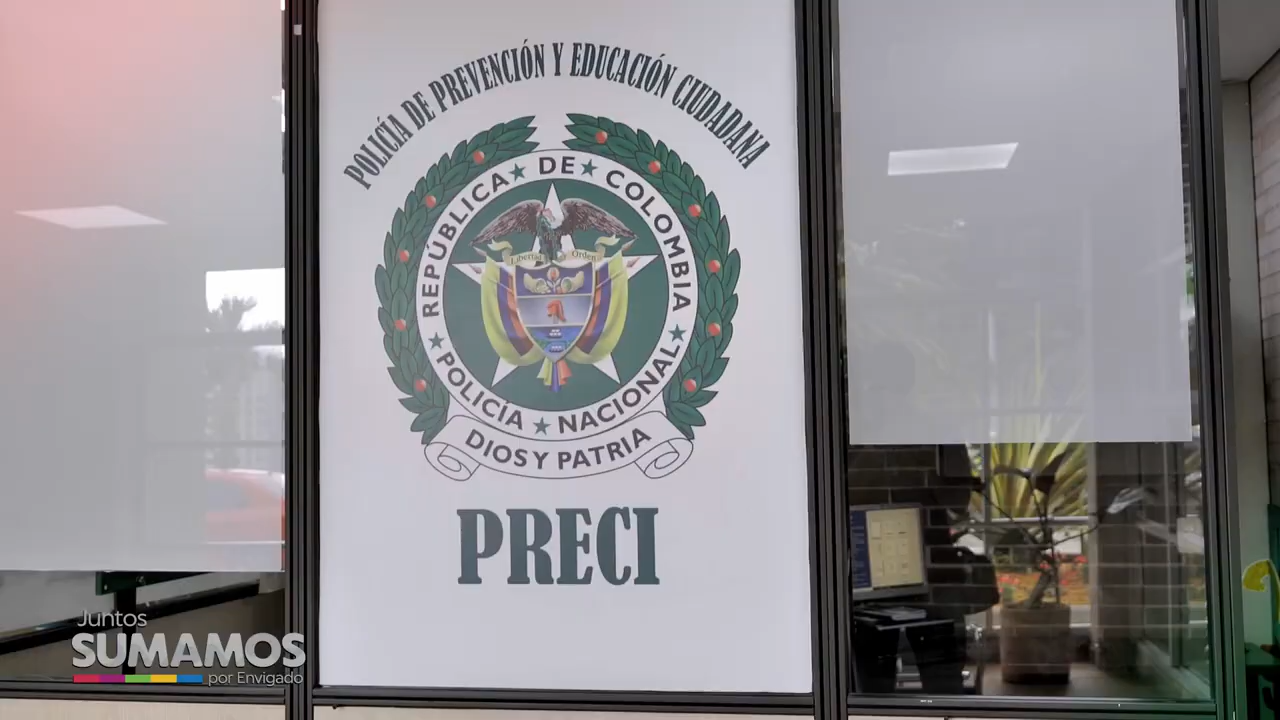 POLICÍA DE PREVENCIÓN Y EDUCACIÓN CIUDADANA
REPÚBLICA DE COLOMBIA
Libertad y Orden
POLICÍA NACIONAL
DIOS Y PATRIA
PRECI
Juntos
SUMAMOS
por Envigado